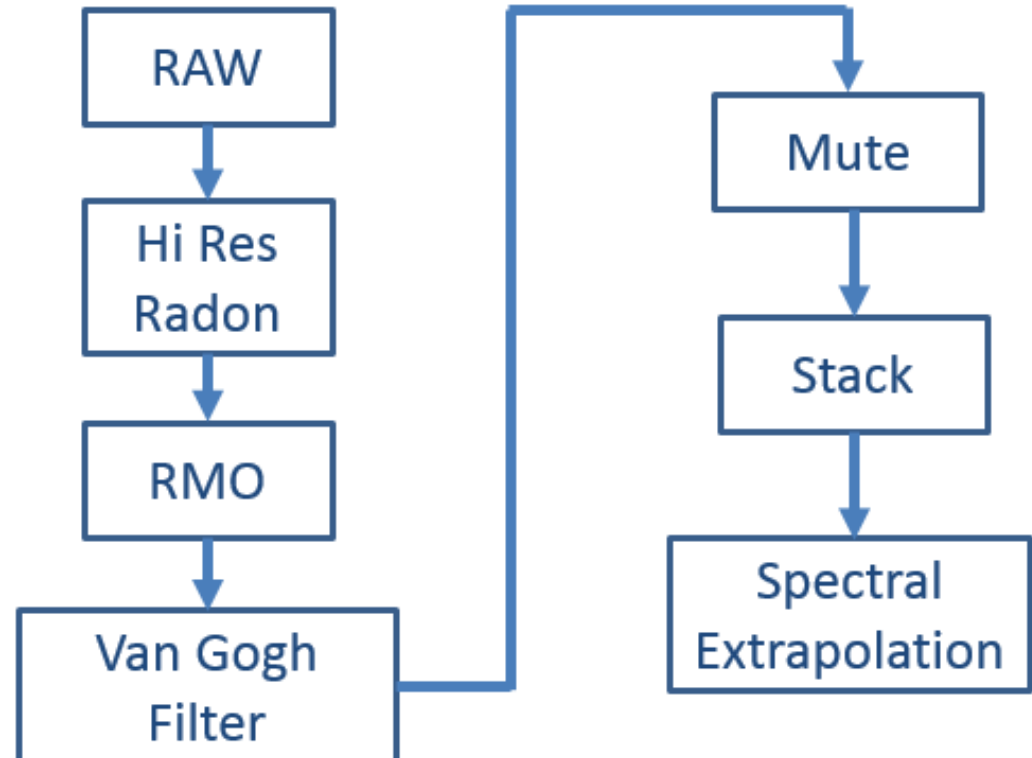 RAW
Hi Res
Radon
RMO
Van Gogh
Filter
Mute
Stack
Spectral
Extrapolation